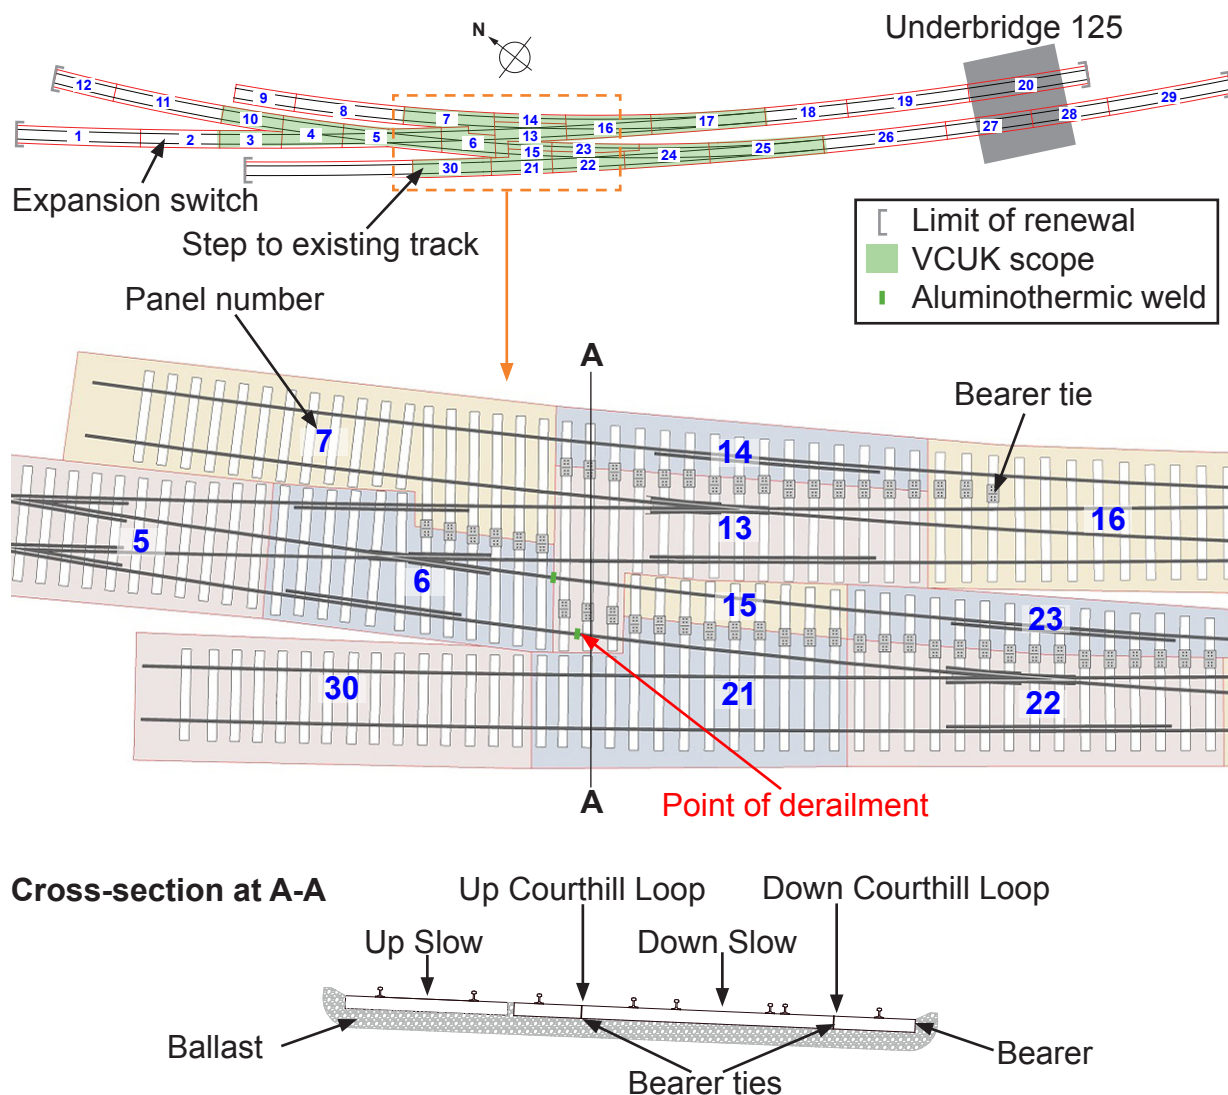 Underbridge 125
N
12
11
10
9
8
7
14
16
17
18
19
20
29
1
2
3
4
5
6
13
15
23
24
25
26
27
28
30
21
22
Expansion switch
Step to existing track
Limit of renewal
VCUK scope
Aluminothermic weld
Panel number
A
Bearer tie
7
14
5
6
13
16
15
23
30
21
22
A
Point of derailment
Cross-section at A-A
Up Courthill Loop
Down Courthill Loop
Up Slow
Down Slow
Ballast
Bearer ties
Bearer